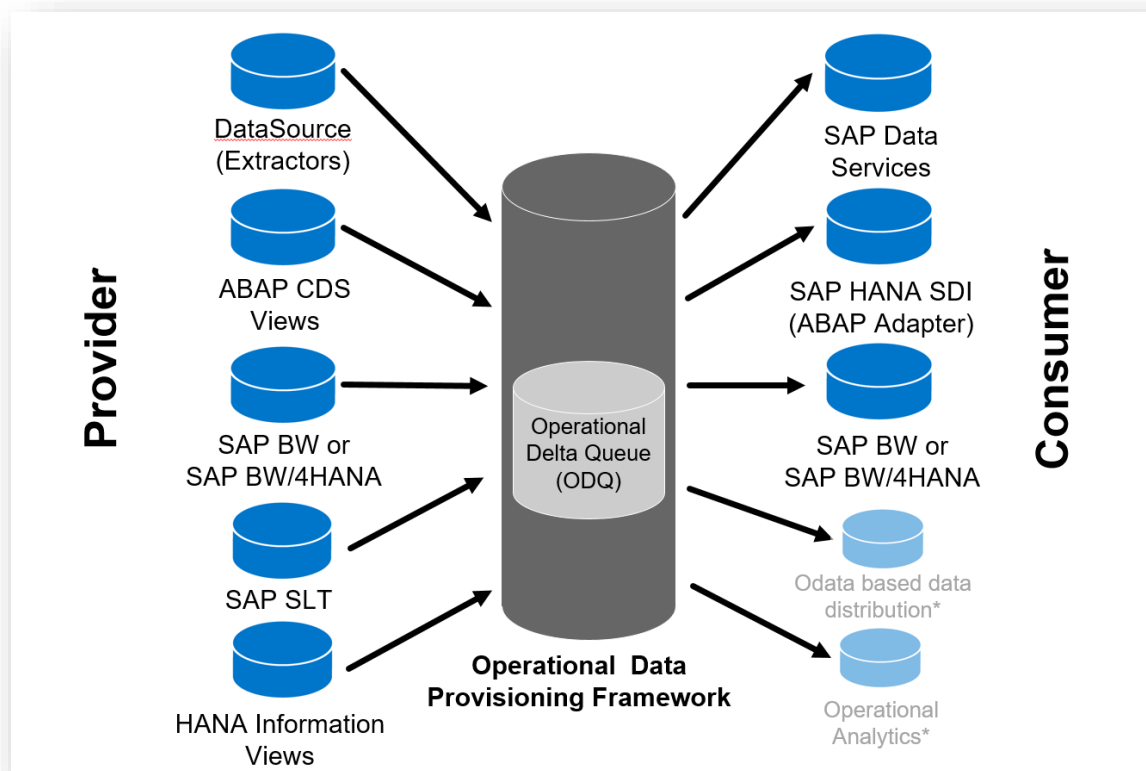 Provider
DataSource
(Extractors)
ABAP CDS
Views
SAP BW or
SAP BW/4HANA
SAP SLT
HANA Information
Views
Operational
Delta Queue
(ODQ)
Operational Data
Provisioning Framework
SAP Data
Services
SAP HANA SDI
(ABAP Adapter)
SAP BW or
SAP BW/4HANA
Odata based data
distribution*
Operational
Analytics*
Consumer